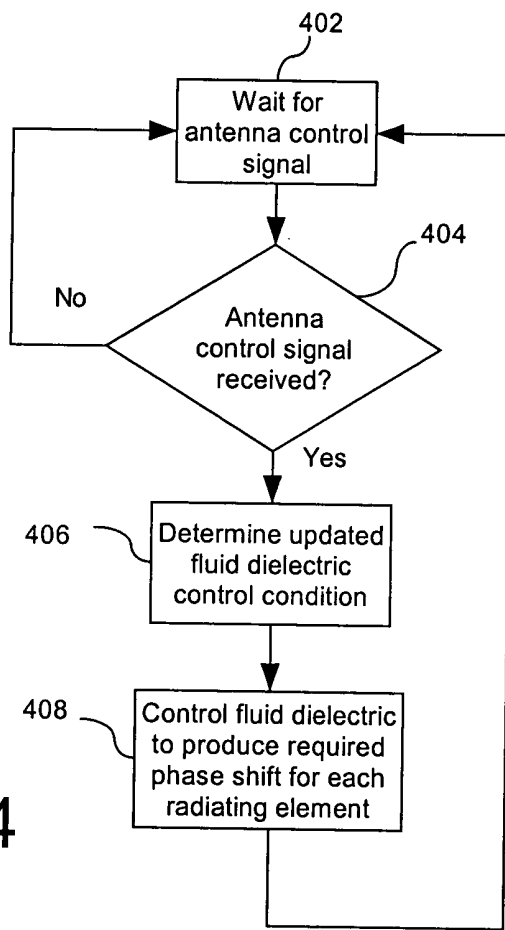 402
Wait for
antenna control
signal
404
No
Antenna
control signal
received?
Yes
406
Determine updated
fluid dielectric
control condition
408
Control fluid dielectric
to produce required
phase shift for each
radiating element
4